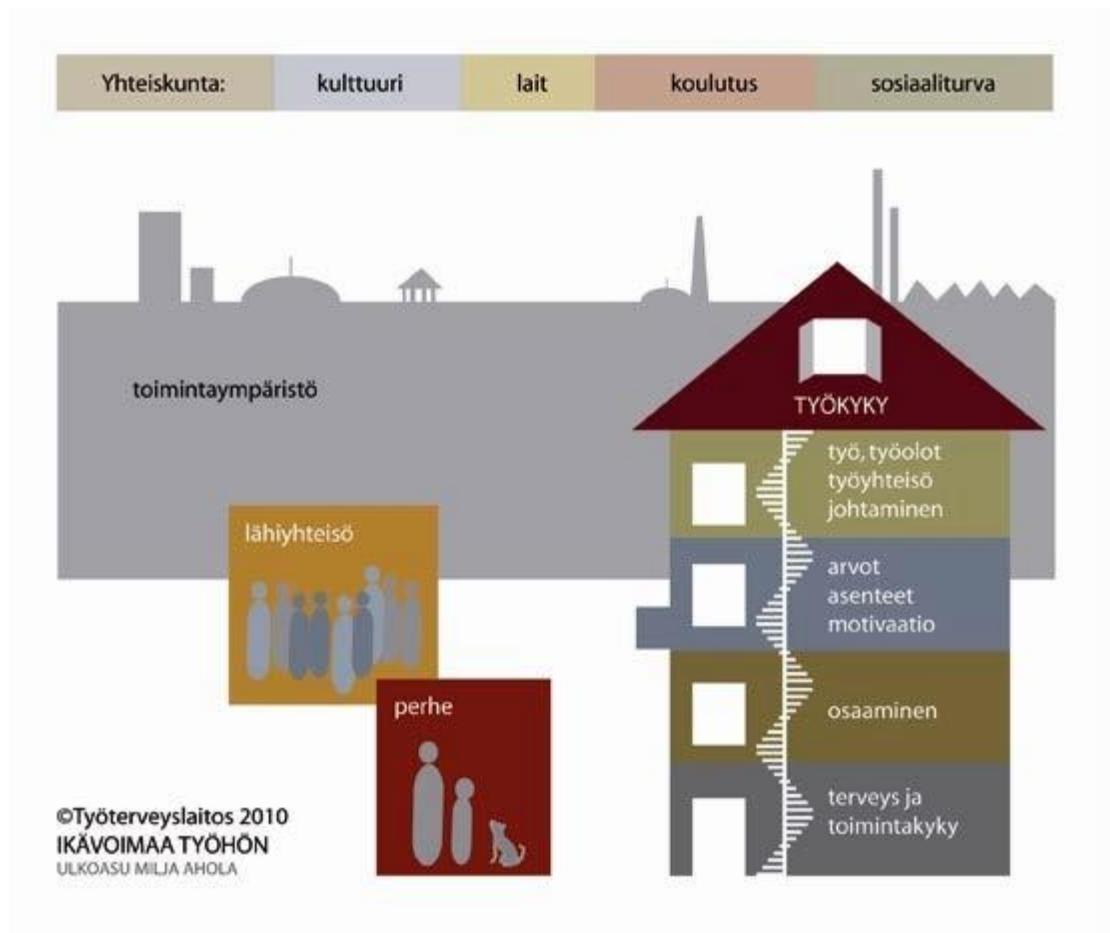 Yhteiskunta: kulttuuri lait koulutus sosiaaliturva
toimintaympäristö
lähiyhteisö
perhe
TYÖKYKY
työ, työolot
työyhteisö
johtaminen
arvot
asenteet
motivaatio
osaaminen
terveys ja
toimintakyky
©Työterveyslaitos 2010
IKÄVOIMAA TYÖHÖN
ULKOASU MILJA AHOLA